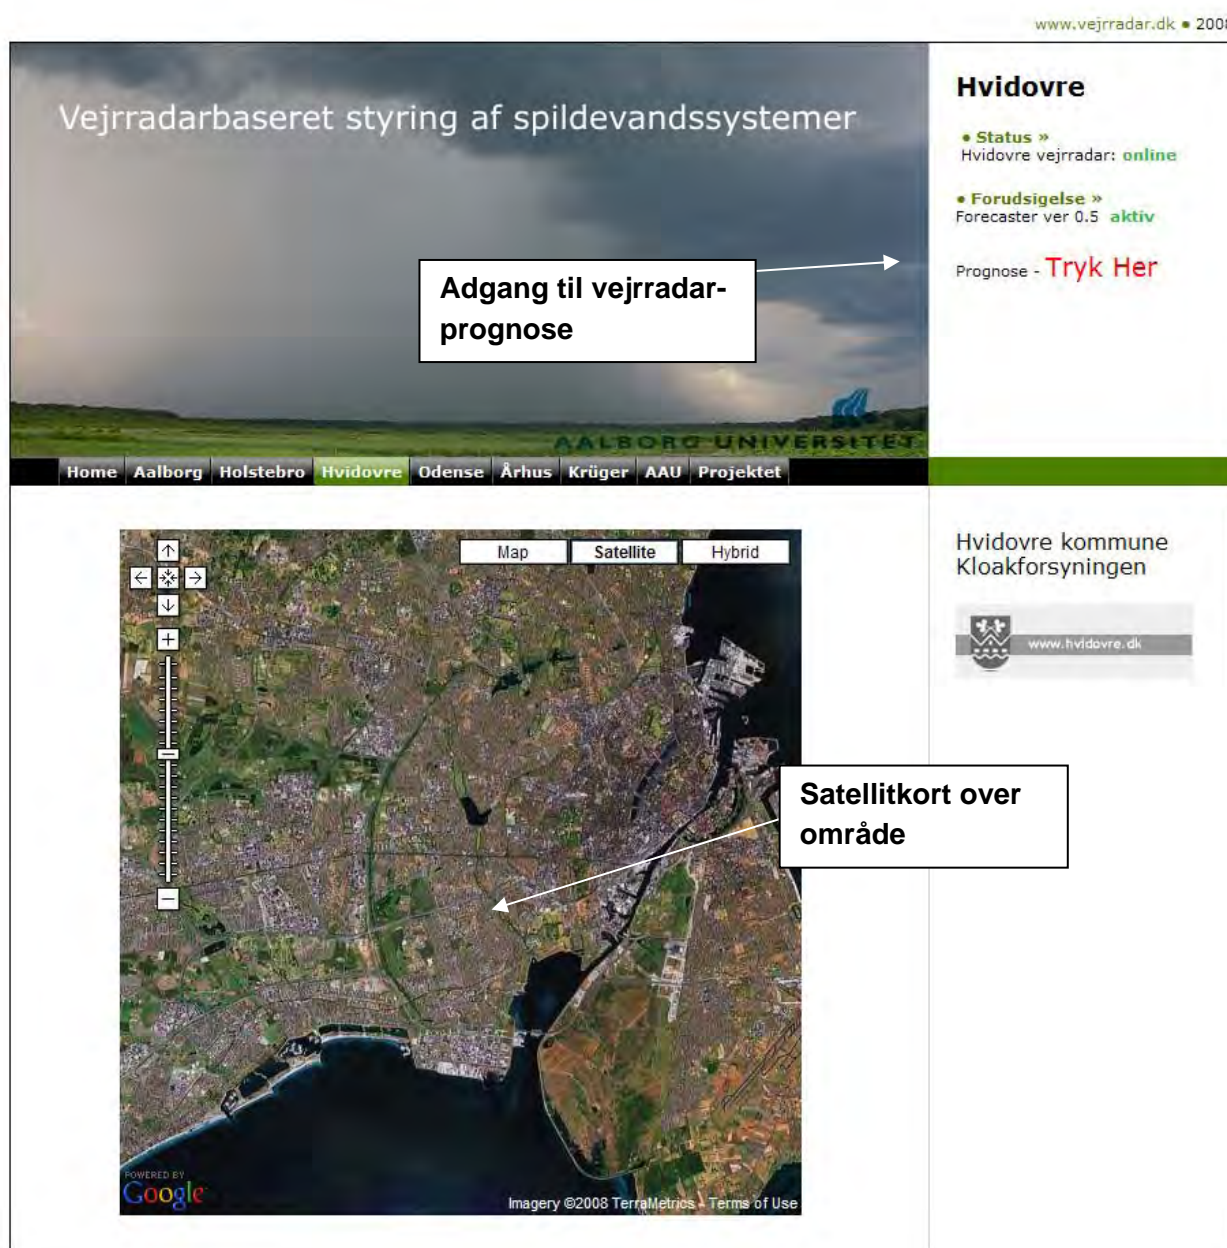 www.vejrradar.dk ● 2008
Vejrradarbaseret styring af spildevandssystemer
Hvidovre
● Status »
Hvidovre vejrradar: online
● Forudsigelse »
Forecaster ver 0.5 aktiv
Prognose - Tryk Her
Adgang til vejrradar-
prognose
AALBORG UNIVERSITET
Home Aalborg Holstebro Hvidovre Odense Århus Krüger AAU Projektet
Map Satellite Hybrid
Hvidovre kommune
Kloakforsyningen
www.hvidovre.dk
Satellitkort over
område
POWERED BY
Google
Imagery ©2008 TerraMetrics - Terms of Use